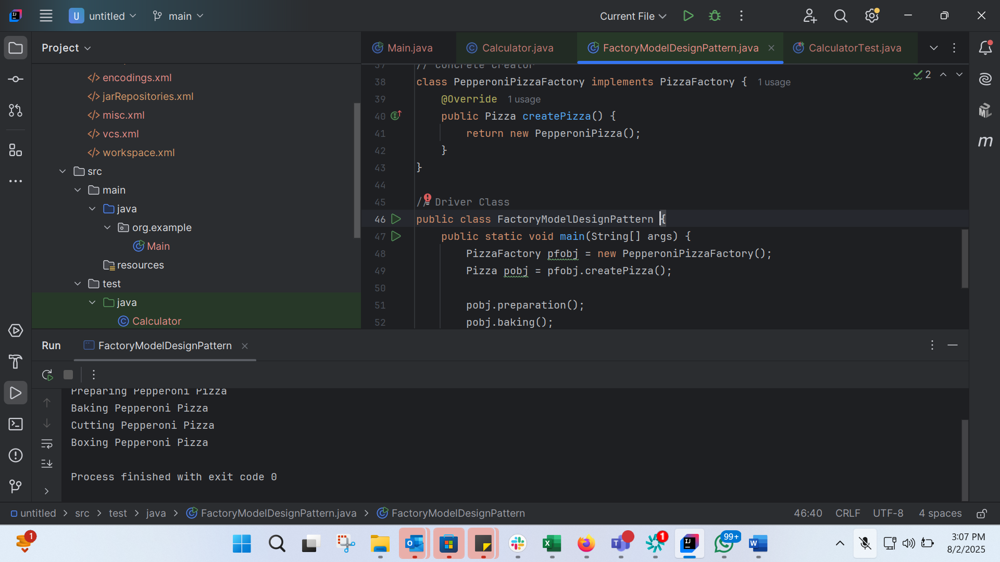 U untitled main Current File
Project
Main.java Calculator.java FactoryModelDesignPattern.java CalculatorTest.java
encodings.xml
jarRepositories.xml
misc.xml
vcs.xml
workspace.xml
src
main
java
org.example
Main
resources
test
java
Calculator
2
37 // Concrete Creator
38 class PepperoniPizzaFactory implements PizzaFactory { 1 usage
39 @Override 1 usage
40 public Pizza createPizza() {
41 return new PepperoniPizza();
42 }
43 }
44
45 // Driver Class
46 public class FactoryModelDesignPattern {
47 public static void main(String[] args) {
48 PizzaFactory pfobj = new PepperoniPizzaFactory();
49 Pizza pobj = pfobj.createPizza();
50
51 pobj.preparation();
52 pobj.baking();
Run FactoryModelDesignPattern
Preparing Pepperoni Pizza
Baking Pepperoni Pizza
Cutting Pepperoni Pizza
Boxing Pepperoni Pizza
Process finished with exit code 0
untitled > src > test > java > FactoryModelDesignPattern.java > FactoryModelDesignPattern 46:40 CRLF UTF-8 4 spaces
1 1 99+ 3:07 PM
8/2/2025